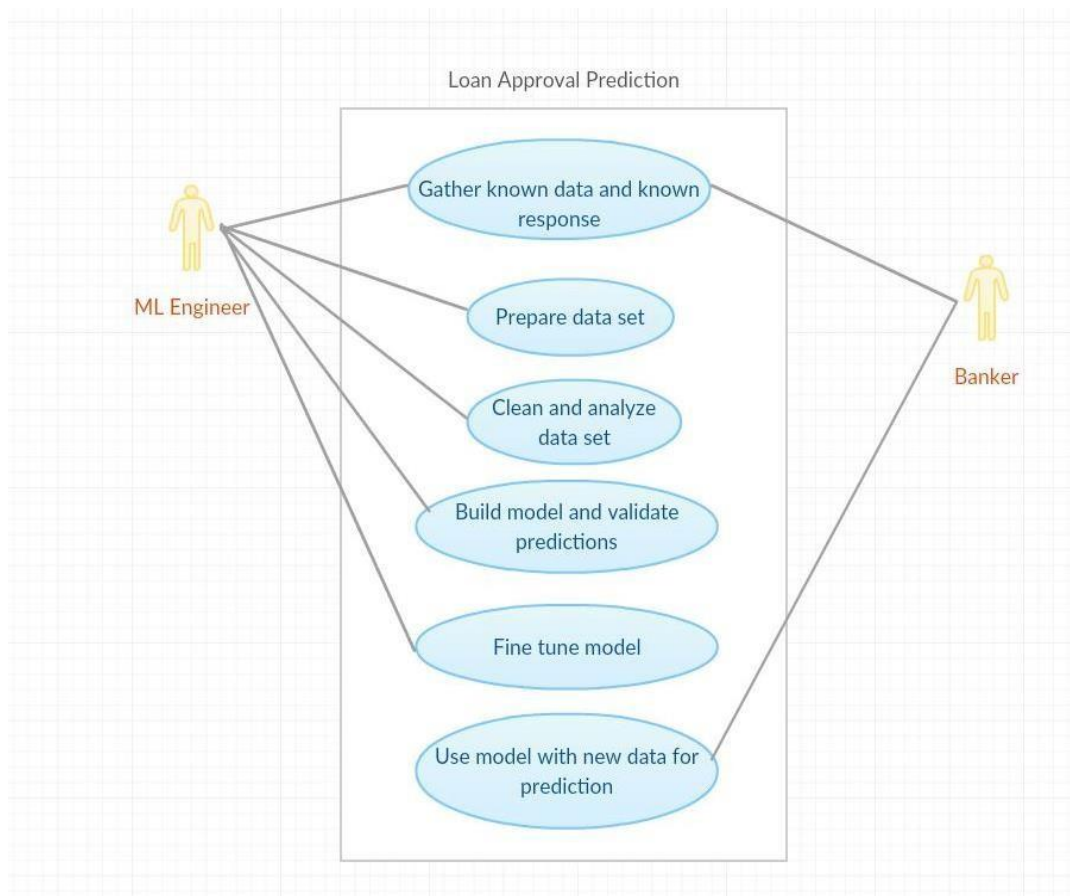 Loan Approval Prediction
Gather known data and known
response
ML Engineer
Prepare data set
Banker
Clean and analyze
data set
Build model and validate
predictions
Fine tune model
Use model with new data for
prediction